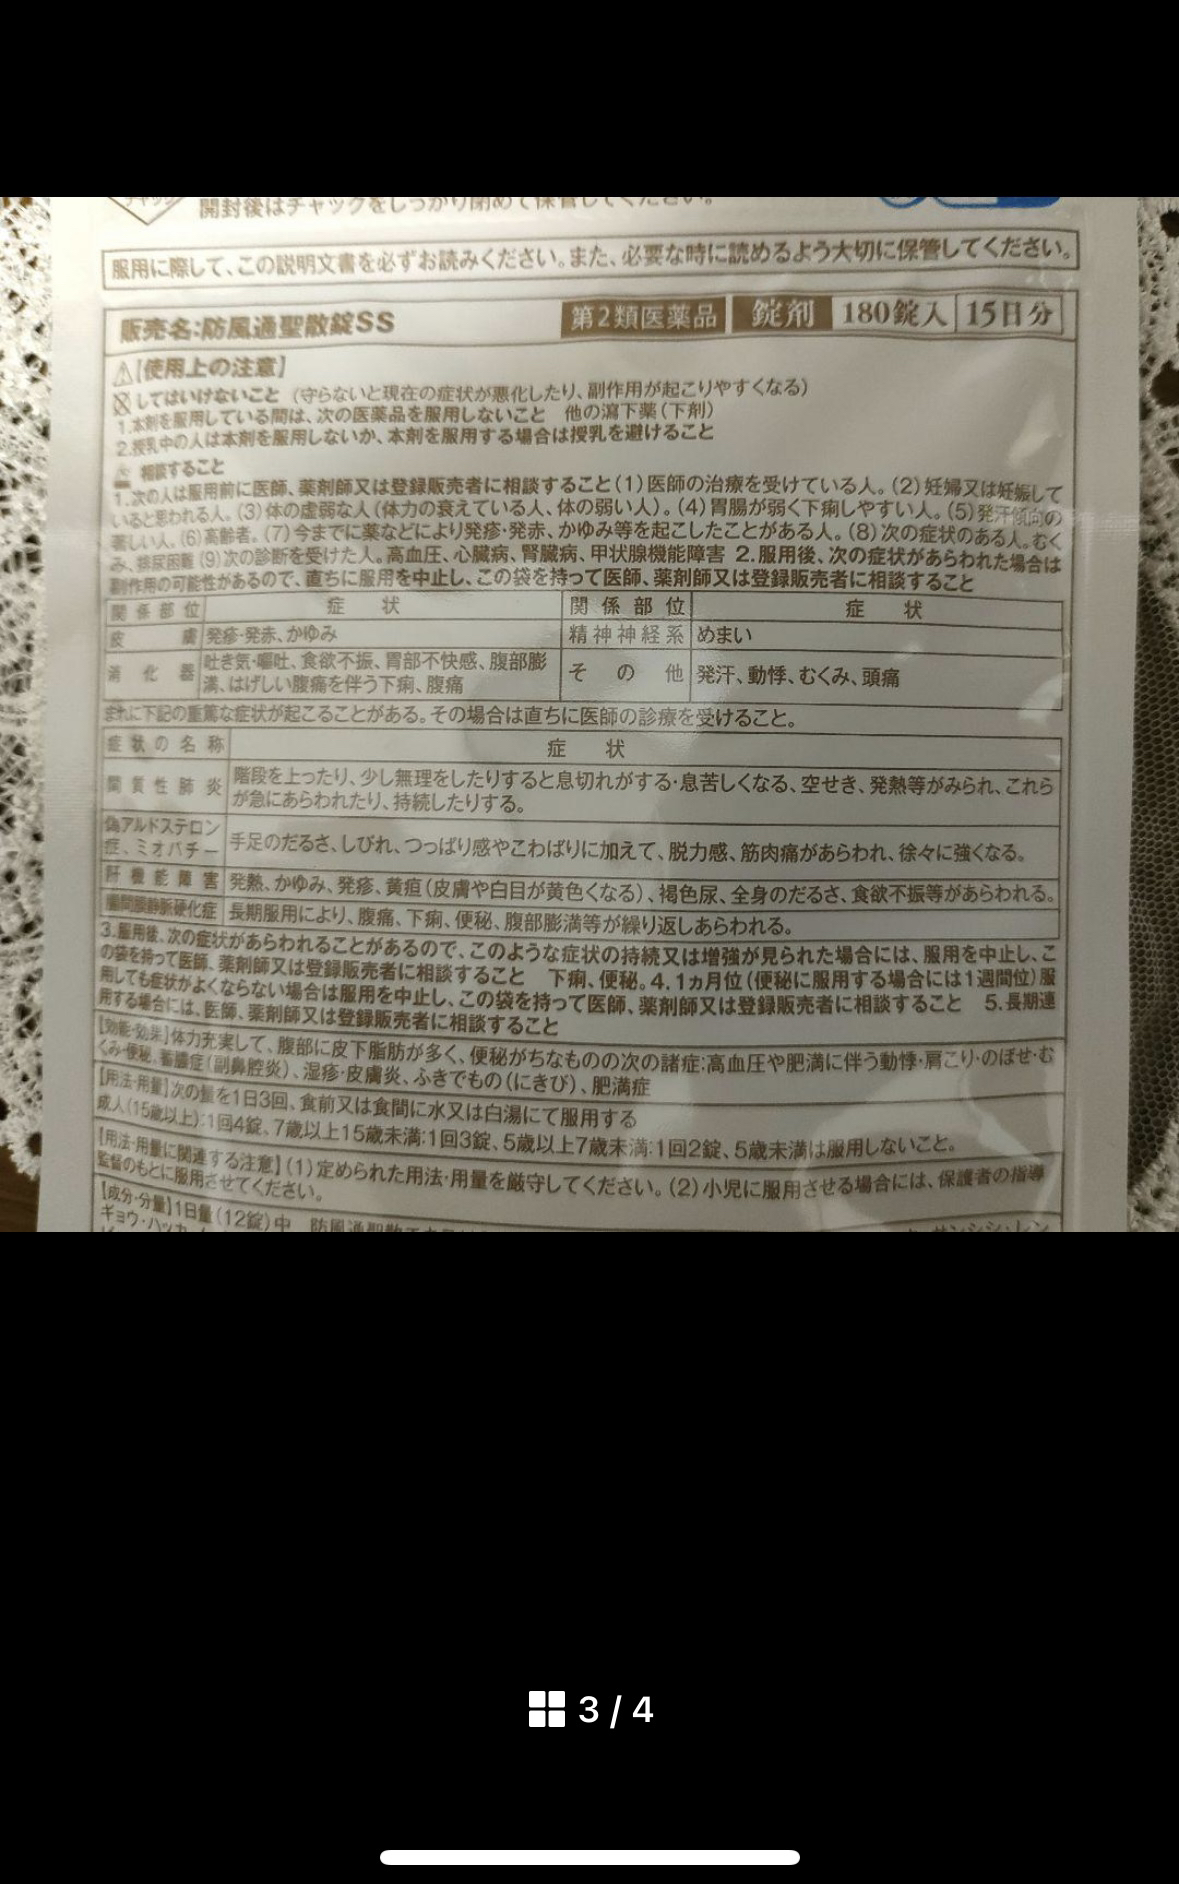 開封後はチャックをしっかり閉めて保管してください。
服用に際して、この説明文書を必ずお読みください。また、必要な時に読めるよう大切に保管してください。
販売名:防風通聖散錠SS 第2類医薬品 錠剤 180錠入 15日分
【使用上の注意】
してはいけないこと (守らないと現在の症状が悪化したり、副作用が起こりやすくなる)
1.本剤を服用している間は、次の医薬品を服用しないこと 他の瀉下薬(下剤)
2.授乳中の人は本剤を服用しないか、本剤を服用する場合は授乳を避けること
相談すること
1.次の人は服用前に医師、薬剤師又は登録販売者に相談すること(1)医師の治療を受けている人。(2)妊婦又は妊娠して
いると思われる人。(3)体の虚弱な人(体力の衰えている人、体の弱い人)。(4)胃腸が弱く下痢しやすい人。(5)発汗傾向の
著しい人。(6)高齢者。(7)今までに薬などにより発疹・発赤、かゆみ等を起こしたことがある人。(8)次の症状のある人。むく
み、排尿困難(9)次の診断を受けた人。高血圧、心臓病、腎臓病、甲状腺機能障害 2.服用後、次の症状があらわれた場合は
副作用の可能性があるので、直ちに服用を中止し、この袋を持って医師、薬剤師又は登録販売者に相談すること
関係部位 症状 関係部位 症状
皮膚 発疹・発赤、かゆみ 精神神経系 めまい
消化器 吐き気・嘔吐、食欲不振、胃部不快感、腹部膨
満、はげしい腹痛を伴う下痢、腹痛 その他 発汗、動悸、むくみ、頭痛
まれに下記の重篤な症状が起こることがある。その場合は直ちに医師の診療を受けること。
症状の名称 症状
間質性肺炎 階段を上ったり、少し無理をしたりすると息切れがする・息苦しくなる、空せき、発熱等がみられ、これら
が急にあらわれたり、持続したりする。
偽アルドステロン
症、ミオパチー 手足のだるさ、しびれ、つっぱり感やこわばりに加えて、脱力感、筋肉痛があらわれ、徐々に強くなる。
肝機能障害 発熱、かゆみ、発疹、黄疸(皮膚や白目が黄色くなる)、褐色尿、全身のだるさ、食欲不振等があらわれる。
腸間膜静脈硬化症 長期服用により、腹痛、下痢、便秘、腹部膨満等が繰り返しあらわれる。
3.服用後、次の症状があらわれることがあるので、このような症状の持続又は増強が見られた場合には、服用を中止し、こ
の袋を持って医師、薬剤師又は登録販売者に相談すること 下痢、便秘。4.1ヵ月位(便秘に服用する場合には1週間位)服
用しても症状がよくならない場合は服用を中止し、この袋を持って医師、薬剤師又は登録販売者に相談すること 5.長期連
用する場合には、医師、薬剤師又は登録販売者に相談すること
【効能・効果】体力充実して、腹部に皮下脂肪が多く、便秘がちなものの次の諸症:高血圧や肥満に伴う動悸・肩こり・のぼせ・む
くみ・便秘、蓄膿症(副鼻腔炎)、湿疹・皮膚炎、ふきでもの(にきび)、肥満症
【用法・用量】次の量を1日3回、食前又は食間に水又は白湯にて服用する
成人(15歳以上):1回4錠、7歳以上15歳未満:1回3錠、5歳以上7歳未満:1回2錠、5歳未満は服用しないこと。
【用法・用量に関連する注意】(1)定められた用法・用量を厳守してください。(2)小児に服用させる場合には、保護者の指導
監督のもとに服用させてください。
【成分・分量】1日量(12錠)中 防風通聖散エキス
ギョウ・ハッカ サンシシ・レン
3 / 4